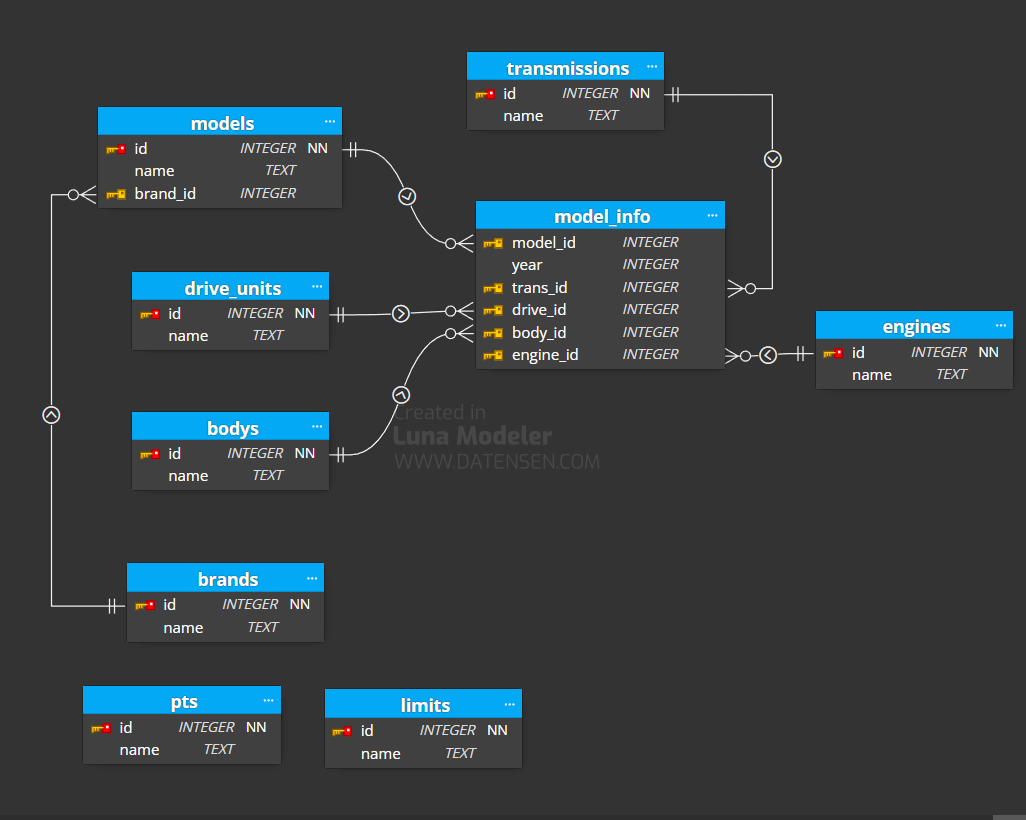 transmissions ...
id INTEGER NN
name TEXT
models ...
id INTEGER NN
name TEXT
brand_id INTEGER
model_info ...
model_id INTEGER
year INTEGER
trans_id INTEGER
drive_id INTEGER
body_id INTEGER
engine_id INTEGER
drive_units ...
id INTEGER NN
name TEXT
engines ...
id INTEGER NN
name TEXT
bodys ...
id INTEGER NN
name TEXT
Created in
Luna Modeler
WWW.DATENSEN.COM
brands ...
id INTEGER NN
name TEXT
pts ...
id INTEGER NN
name TEXT
limits ...
id INTEGER NN
name TEXT